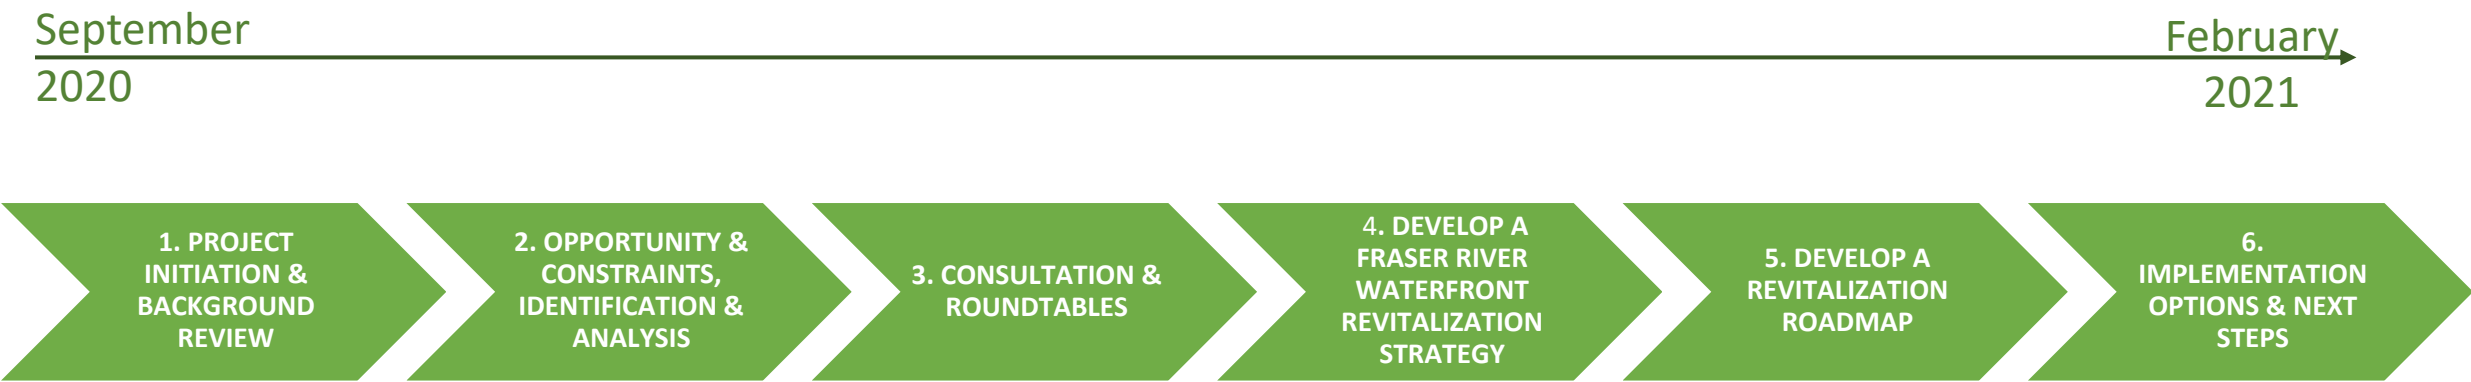 September
2020
February
2021
1. PROJECT
INITIATION &
BACKGROUND
REVIEW
2. OPPORTUNITY &
CONSTRAINTS,
IDENTIFICATION &
ANALYSIS
3. CONSULTATION &
ROUNDTABLES
4. DEVELOP A
FRASER RIVER
WATERFRONT
REVITALIZATION
STRATEGY
5. DEVELOP A
REVITALIZATION
ROADMAP
6.
IMPLEMENTATION
OPTIONS & NEXT
STEPS